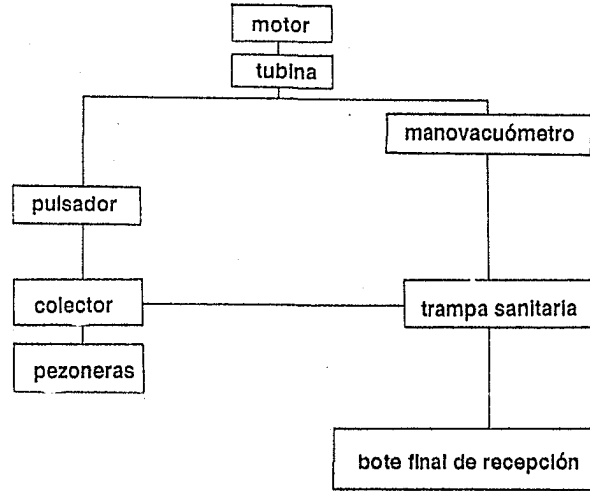 motor
tubina
manovacuómetro
pulsador
colector
trampa sanitaria
pezoneras
bote final de recepción